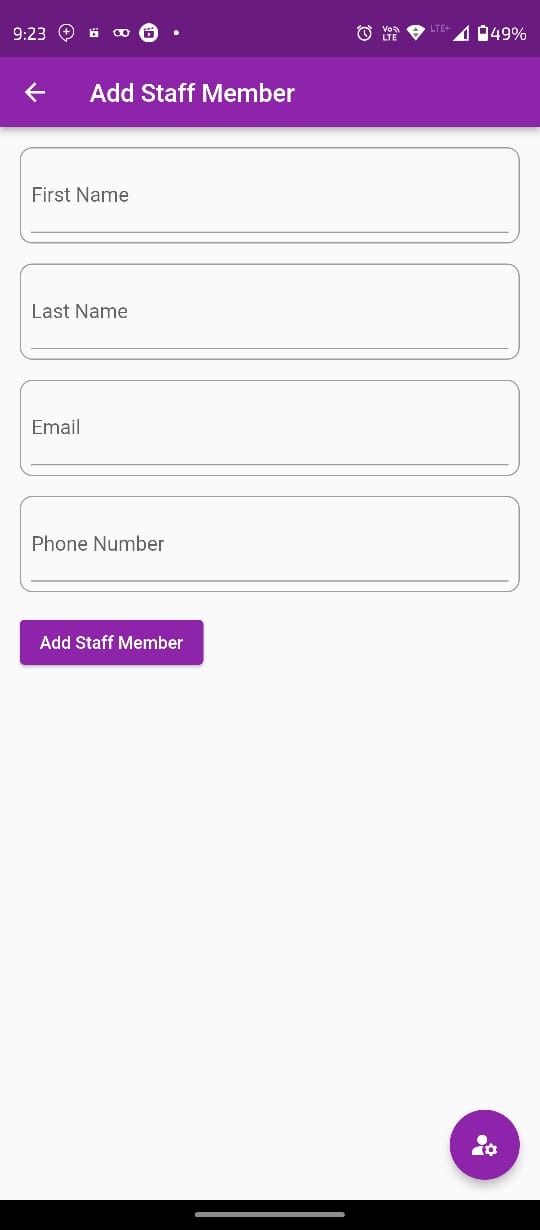 9:23 Vo) LTE LTE+ 49%
Add Staff Member
First Name
Last Name
Email
Phone Number
Add Staff Member